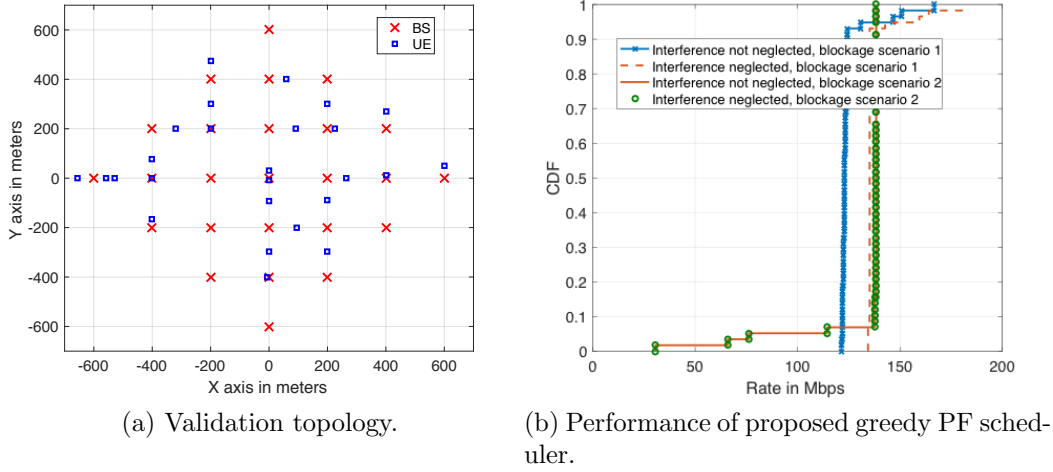 600
400
200
0
-200
-400
-600
Y axis in meters
-600 -400 -200 0 200 400 600
X axis in meters
BS
UE
(a) Validation topology.
1
0.9
0.8
0.7
0.6
0.5
0.4
0.3
0.2
0.1
0
CDF
0 50 100 150 200
Rate in Mbps
Interference not neglected, blockage scenario 1
Interference neglected, blockage scenario 1
Interference not neglected, blockage scenario 2
Interference neglected, blockage scenario 2
(b) Performance of proposed greedy PF sched-
uler.